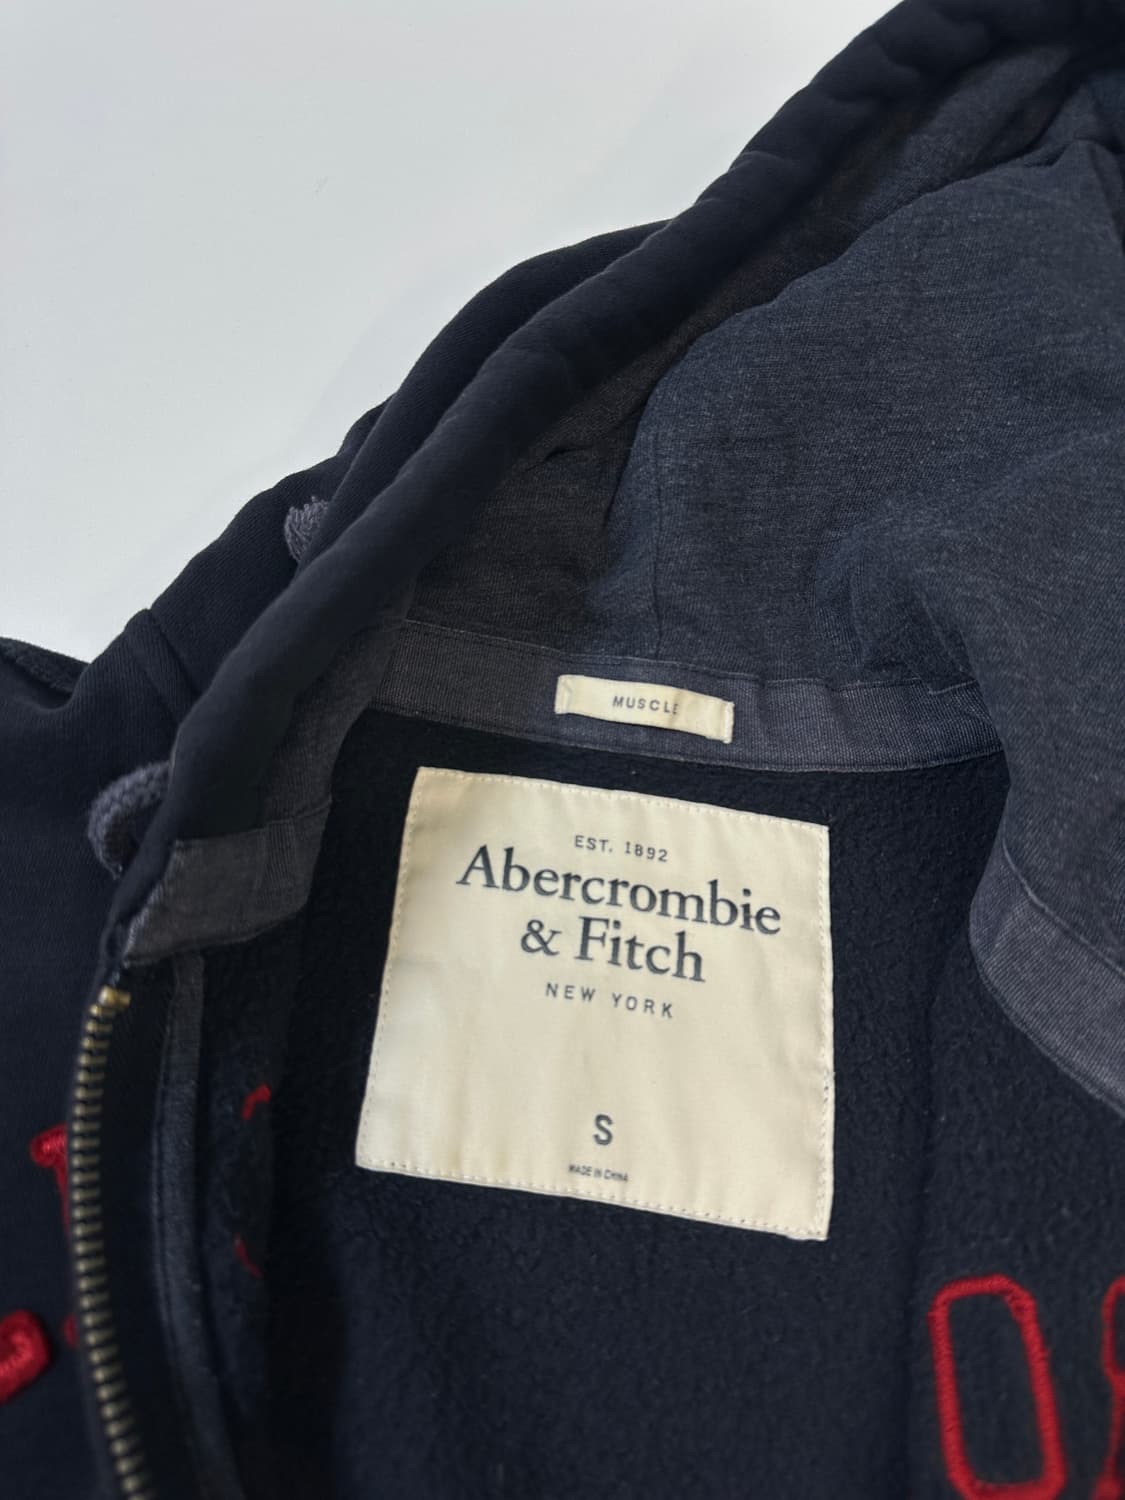 MUSCLE
EST. 1892
Abercrombie
& Fitch
NEW YORK
S
MADE IN CHINA